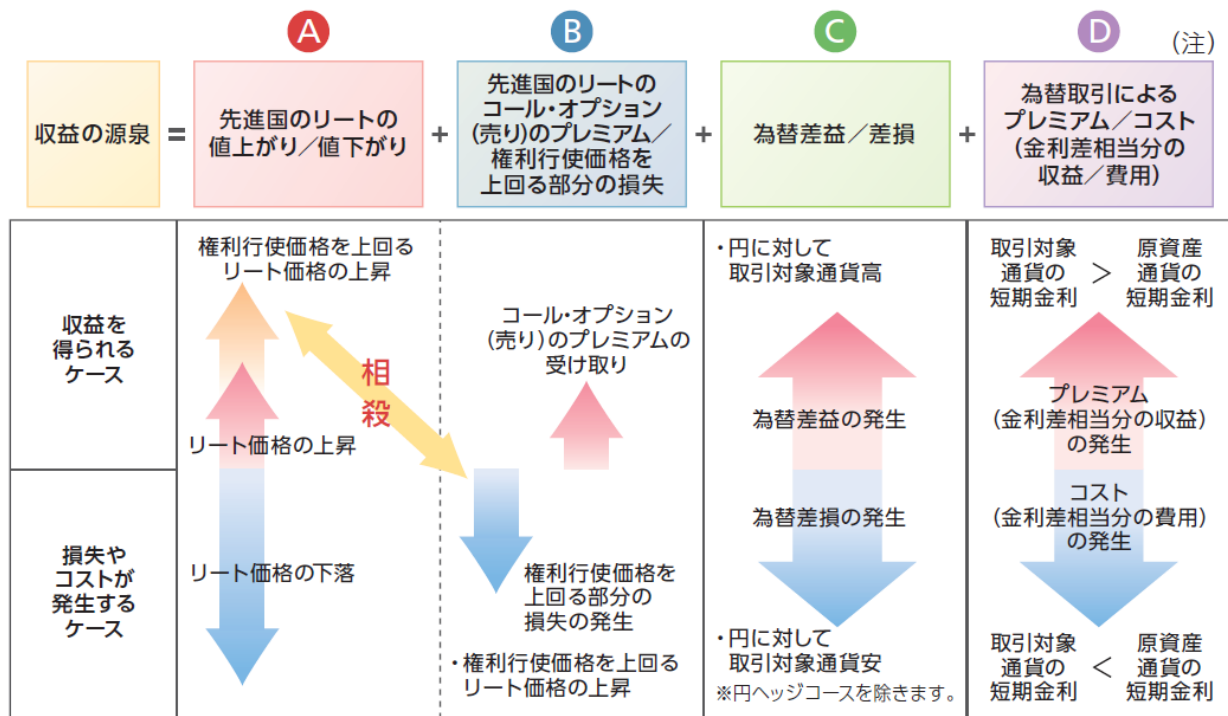 A
B
C
D
(注)
収益の源泉
=
先進国のリートの
値上がり/値下がり
+
先進国のリートの
コール・オプション
(売り)のプレミアム/
権利行使価格を
上回る部分の損失
+
為替差益/差損
+
為替取引による
プレミアム/コスト
(金利差相当分の
収益/費用)
収益を
得られる
ケース
権利行使価格を上回る
リート価格の上昇
相
殺
リート価格の上昇
コール・オプション
(売り)のプレミアムの
受け取り
・円に対して
取引対象通貨高
為替差益の発生
取引対象
通貨の
短期金利
>
原資産
通貨の
短期金利
プレミアム
(金利差相当分の収益)
の発生
損失や
コストが
発生する
ケース
リート価格の下落
権利行使価格を
上回る部分の
損失の発生
・権利行使価格を上回る
リート価格の上昇
為替差損の発生
・円に対して
取引対象通貨安
※円ヘッジコースを除きます。
コスト
(金利差相当分の費用)
の発生
取引対象
通貨の
短期金利
<
原資産
通貨の
短期金利